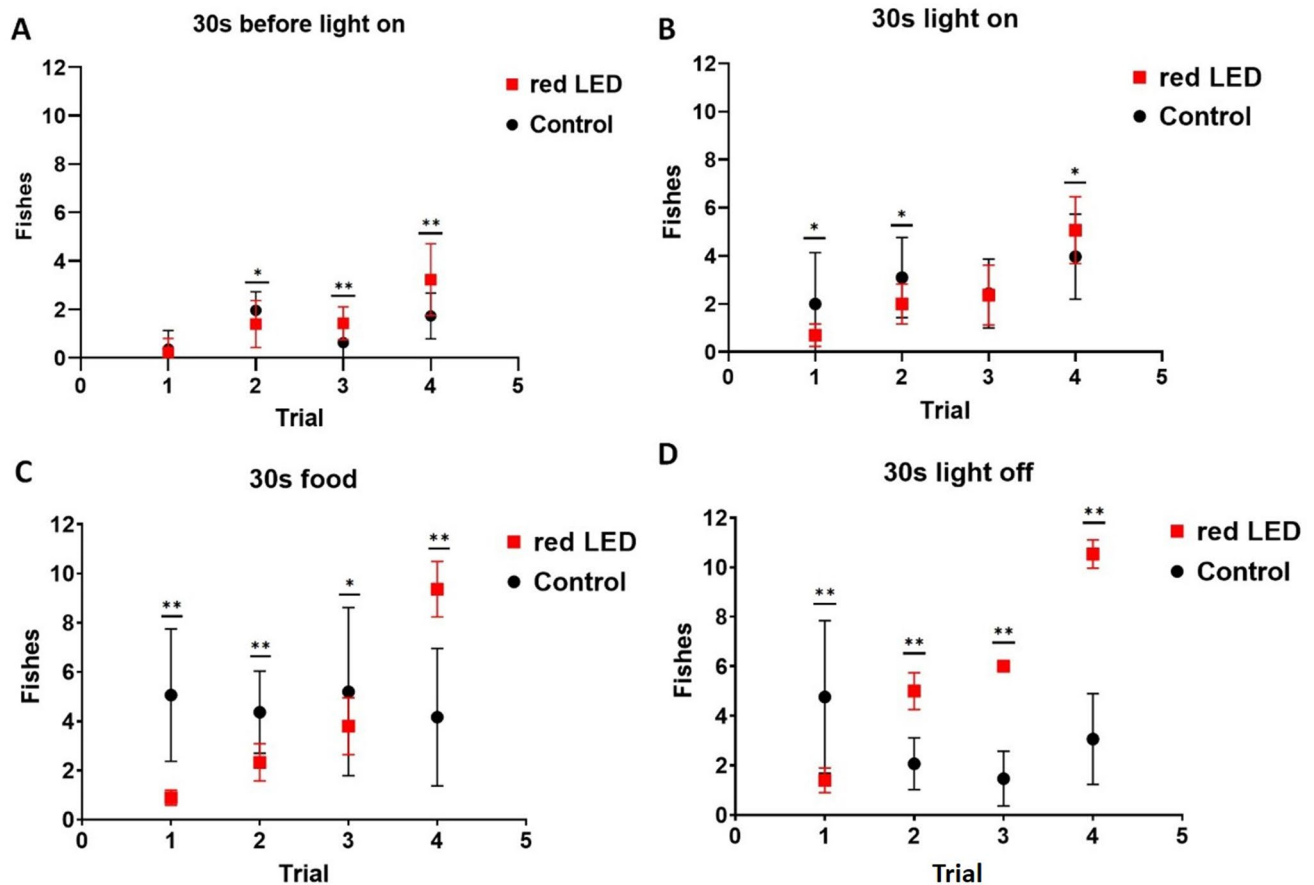 A
30s before light on
12
10
8
6
4
2
0
Fishes
red LED
Control
*
**
**
0 1 2 3 4 5
Trial
B
30s light on
12
10
8
6
4
2
0
Fishes
red LED
Control
*
*
*
0 1 2 3 4 5
Trial
C
30s food
12
10
8
6
4
2
0
Fishes
red LED
Control
**
**
*
**
0 1 2 3 4 5
Trial
D
30s light off
12
10
8
6
4
2
0
Fishes
red LED
Control
**
**
**
**
0 1 2 3 4 5
Trial